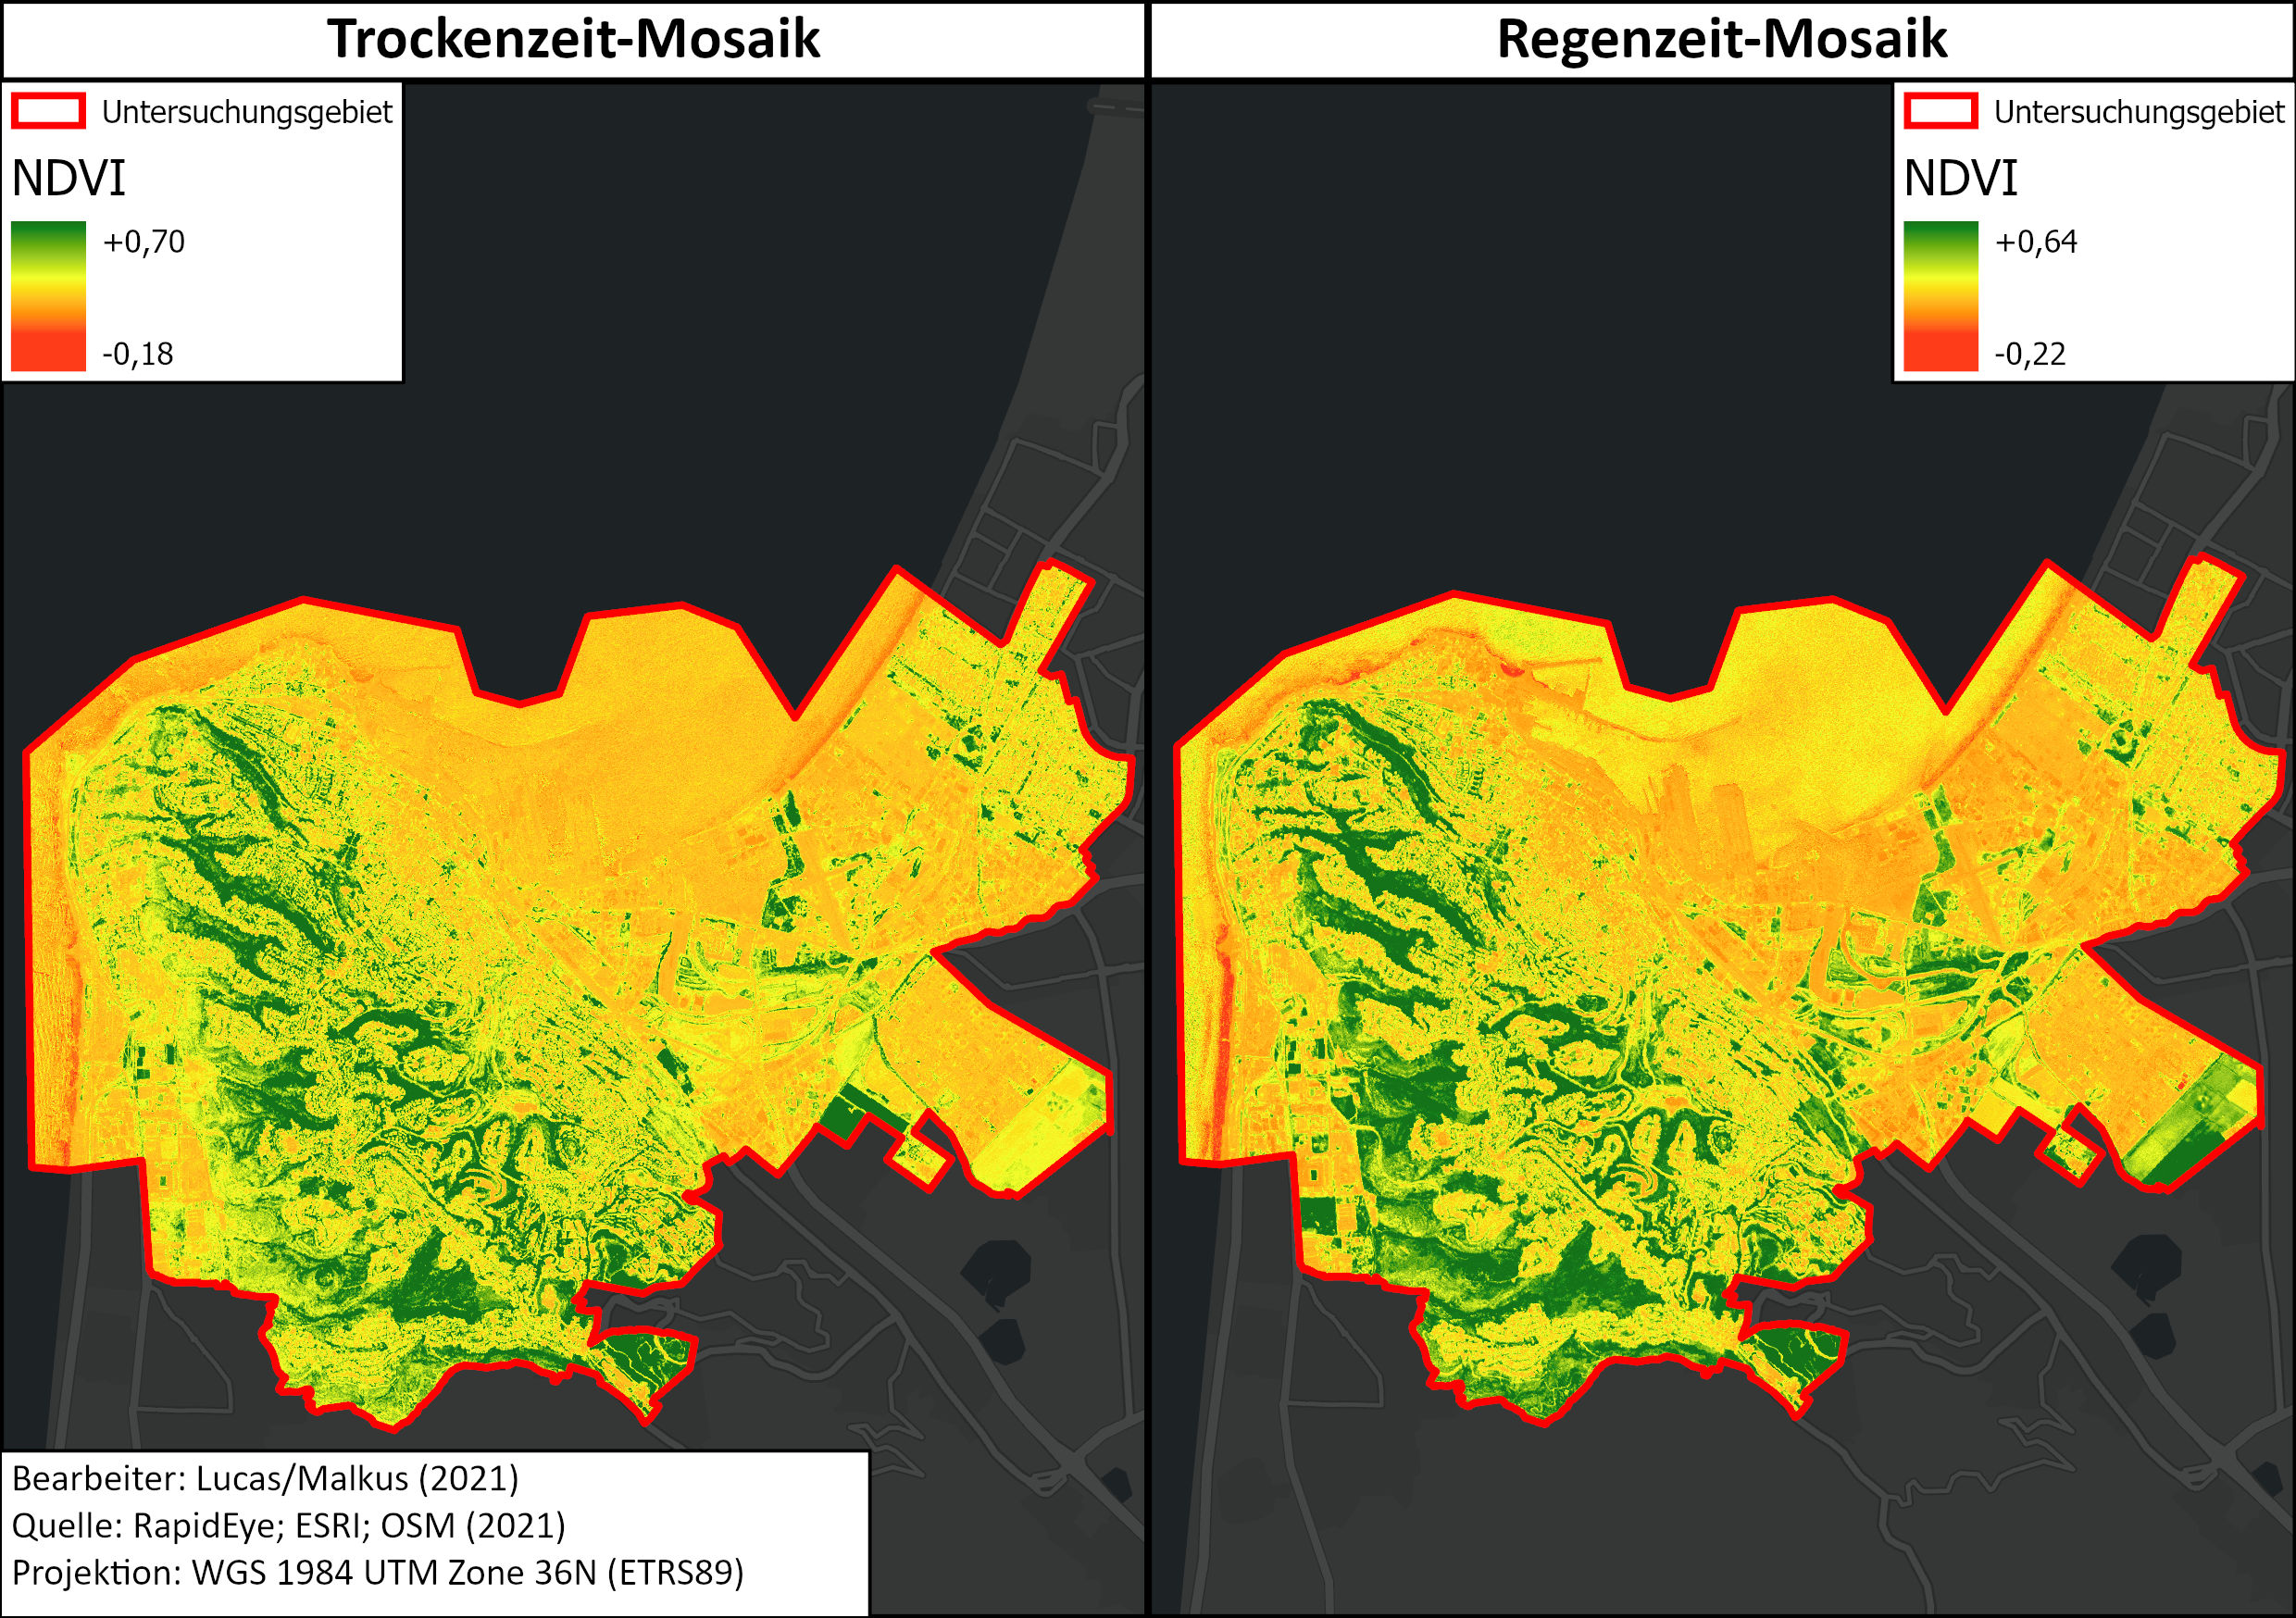 Trockenzeit-Mosaik
Untersuchungsgebiet
NDVI
+0,70
-0,18
Regenzeit-Mosaik
Untersuchungsgebiet
NDVI
+0,64
-0,22
Bearbeiter: Lucas/Malkus (2021)
Quelle: RapidEye; ESRI; OSM (2021)
Projektion: WGS 1984 UTM Zone 36N (ETRS89)